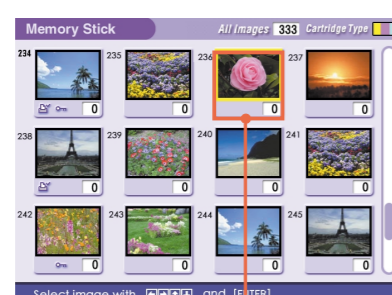 Memory Stick All Images 333 Cartridge Type
234 235 236 237
0 0 0 0
238 239 240 241
0 0 0 0
242 243 244 245
0 0 0 0
Select image with and [ENTER]